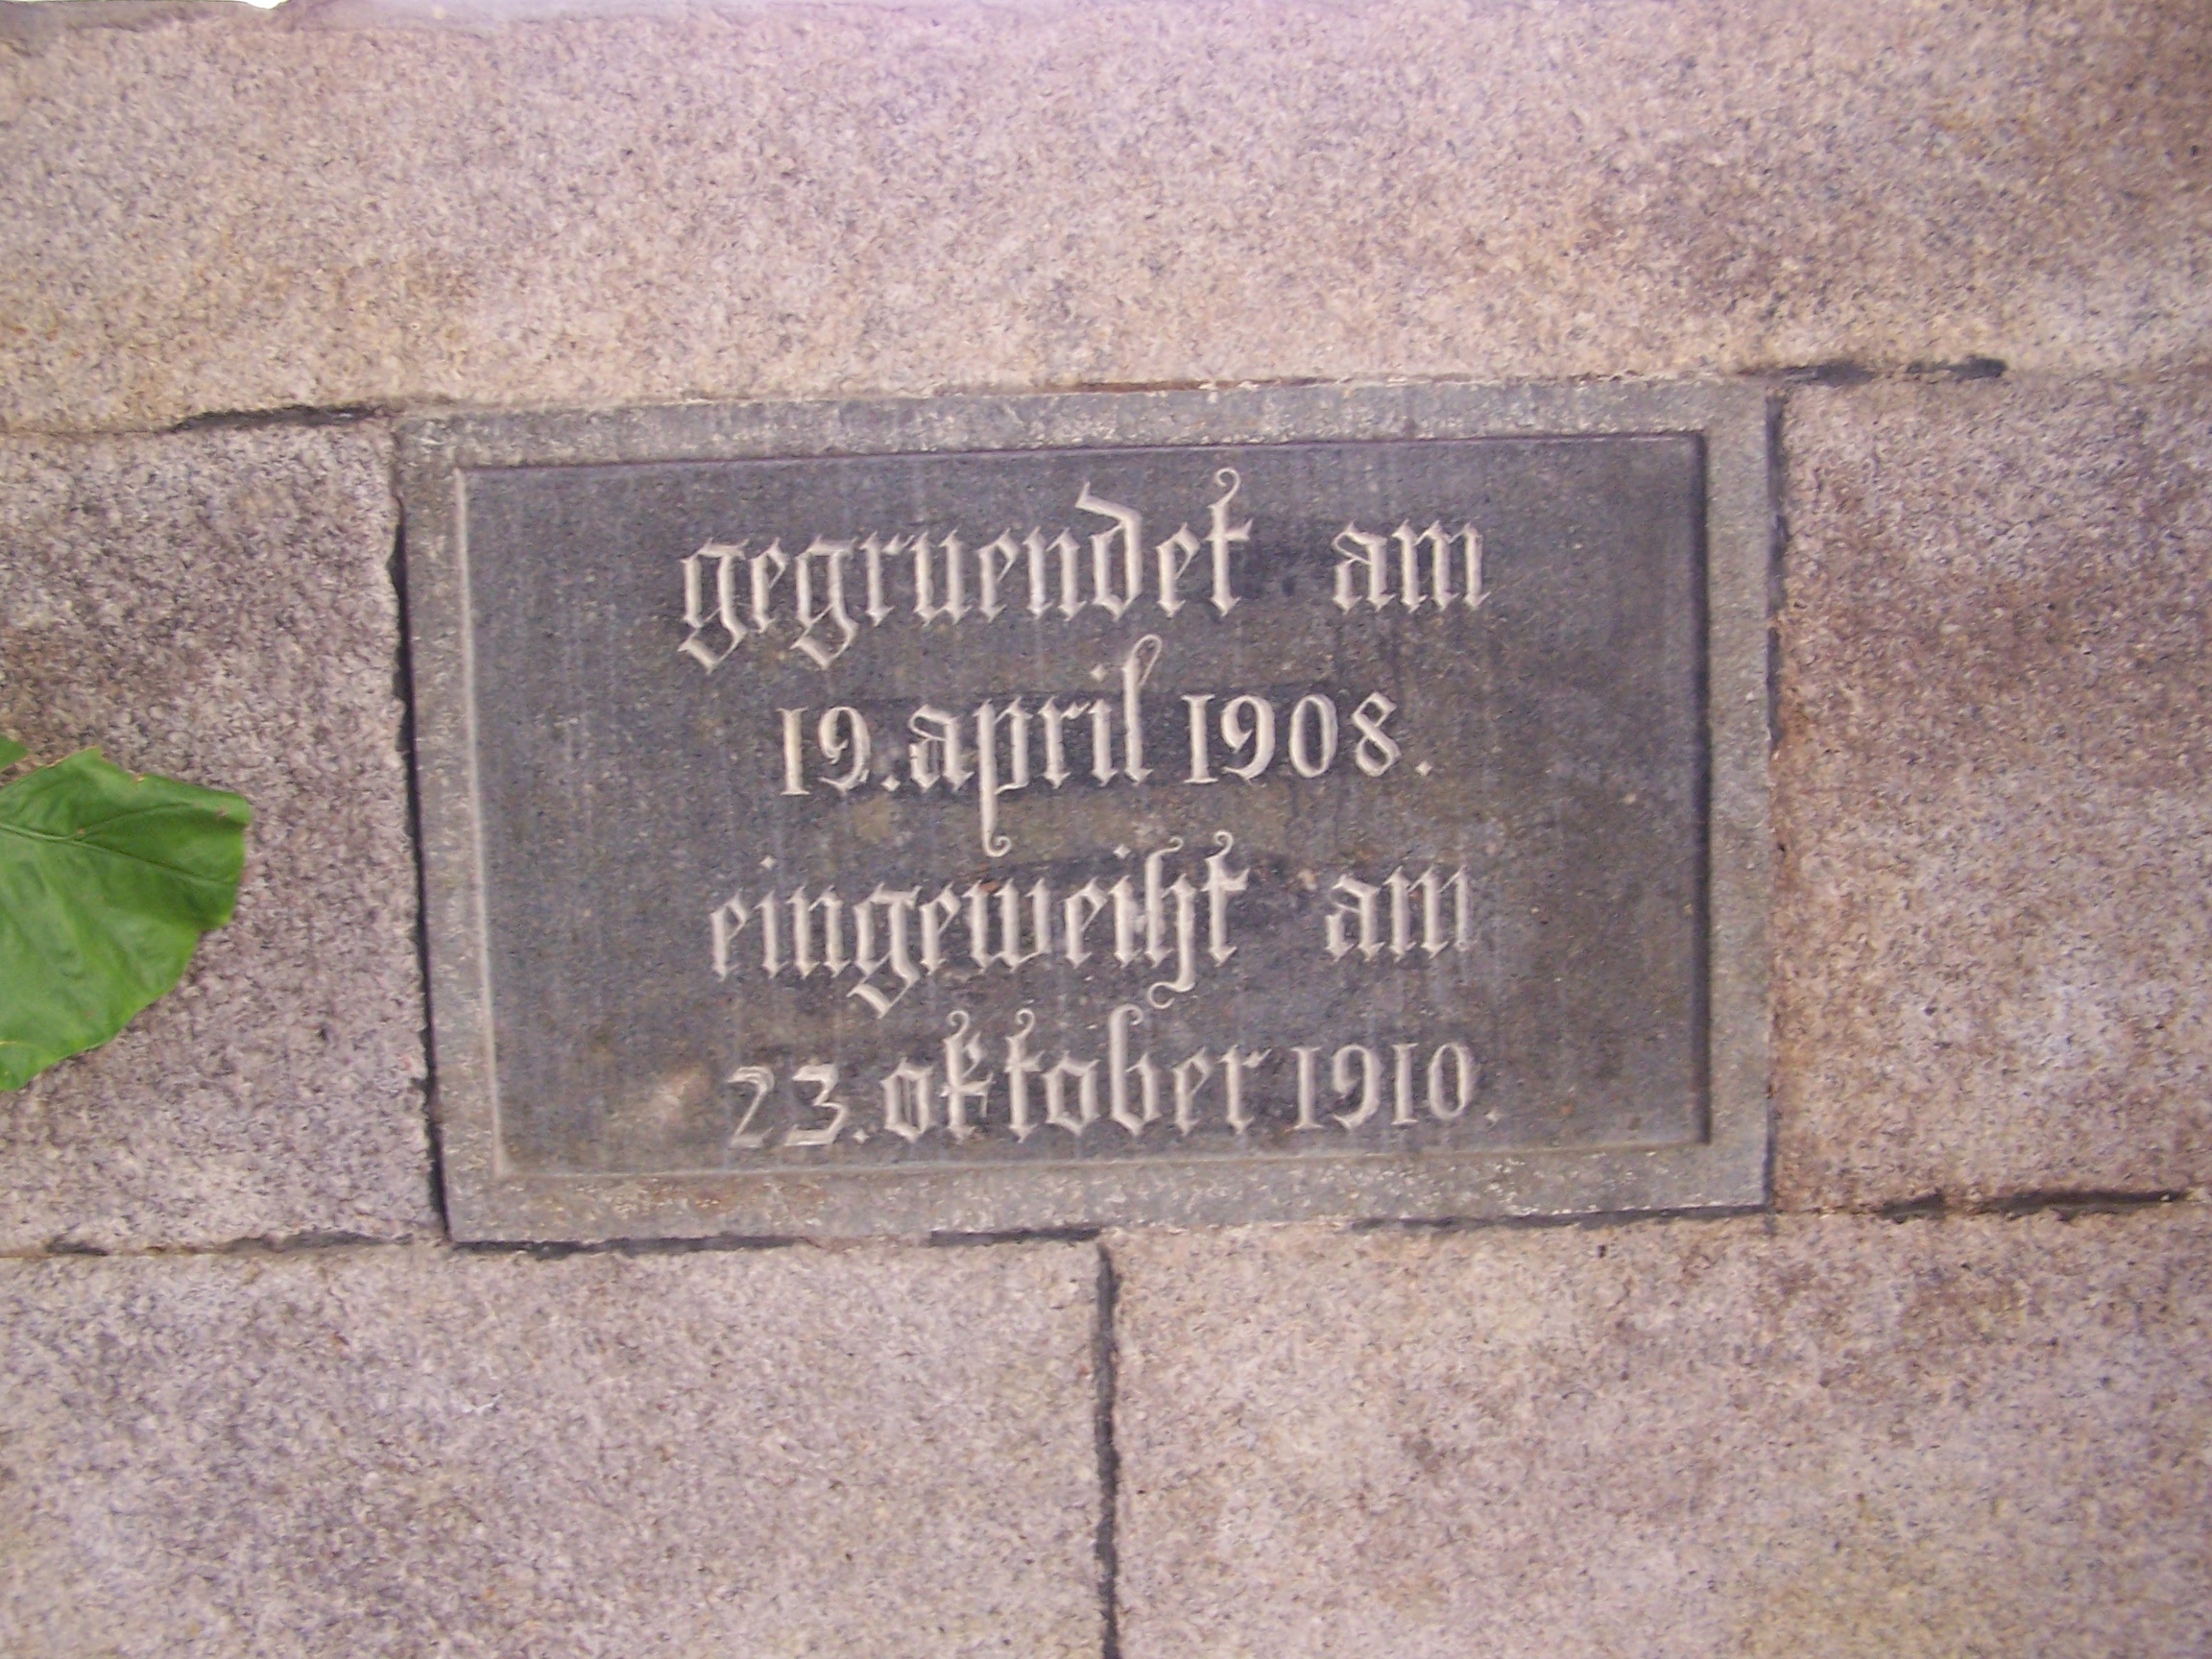 gegruendet am
19. april 1908.
eingeweiht am
23. oktober 1910.